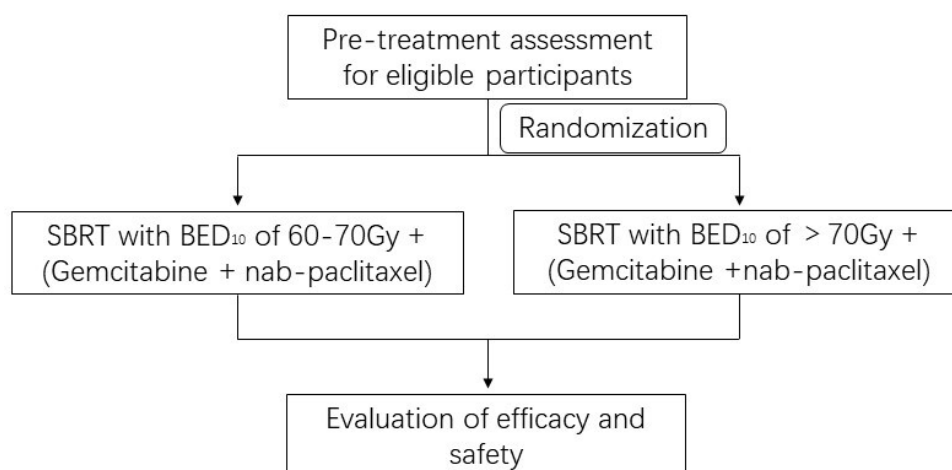 Pre-treatment assessment
for eligible participants
Randomization
SBRT with BED₁₀ of 60-70Gy +
(Gemcitabine + nab-paclitaxel)
SBRT with BED₁₀ of > 70Gy +
(Gemcitabine +nab-paclitaxel)
Evaluation of efficacy and
safety